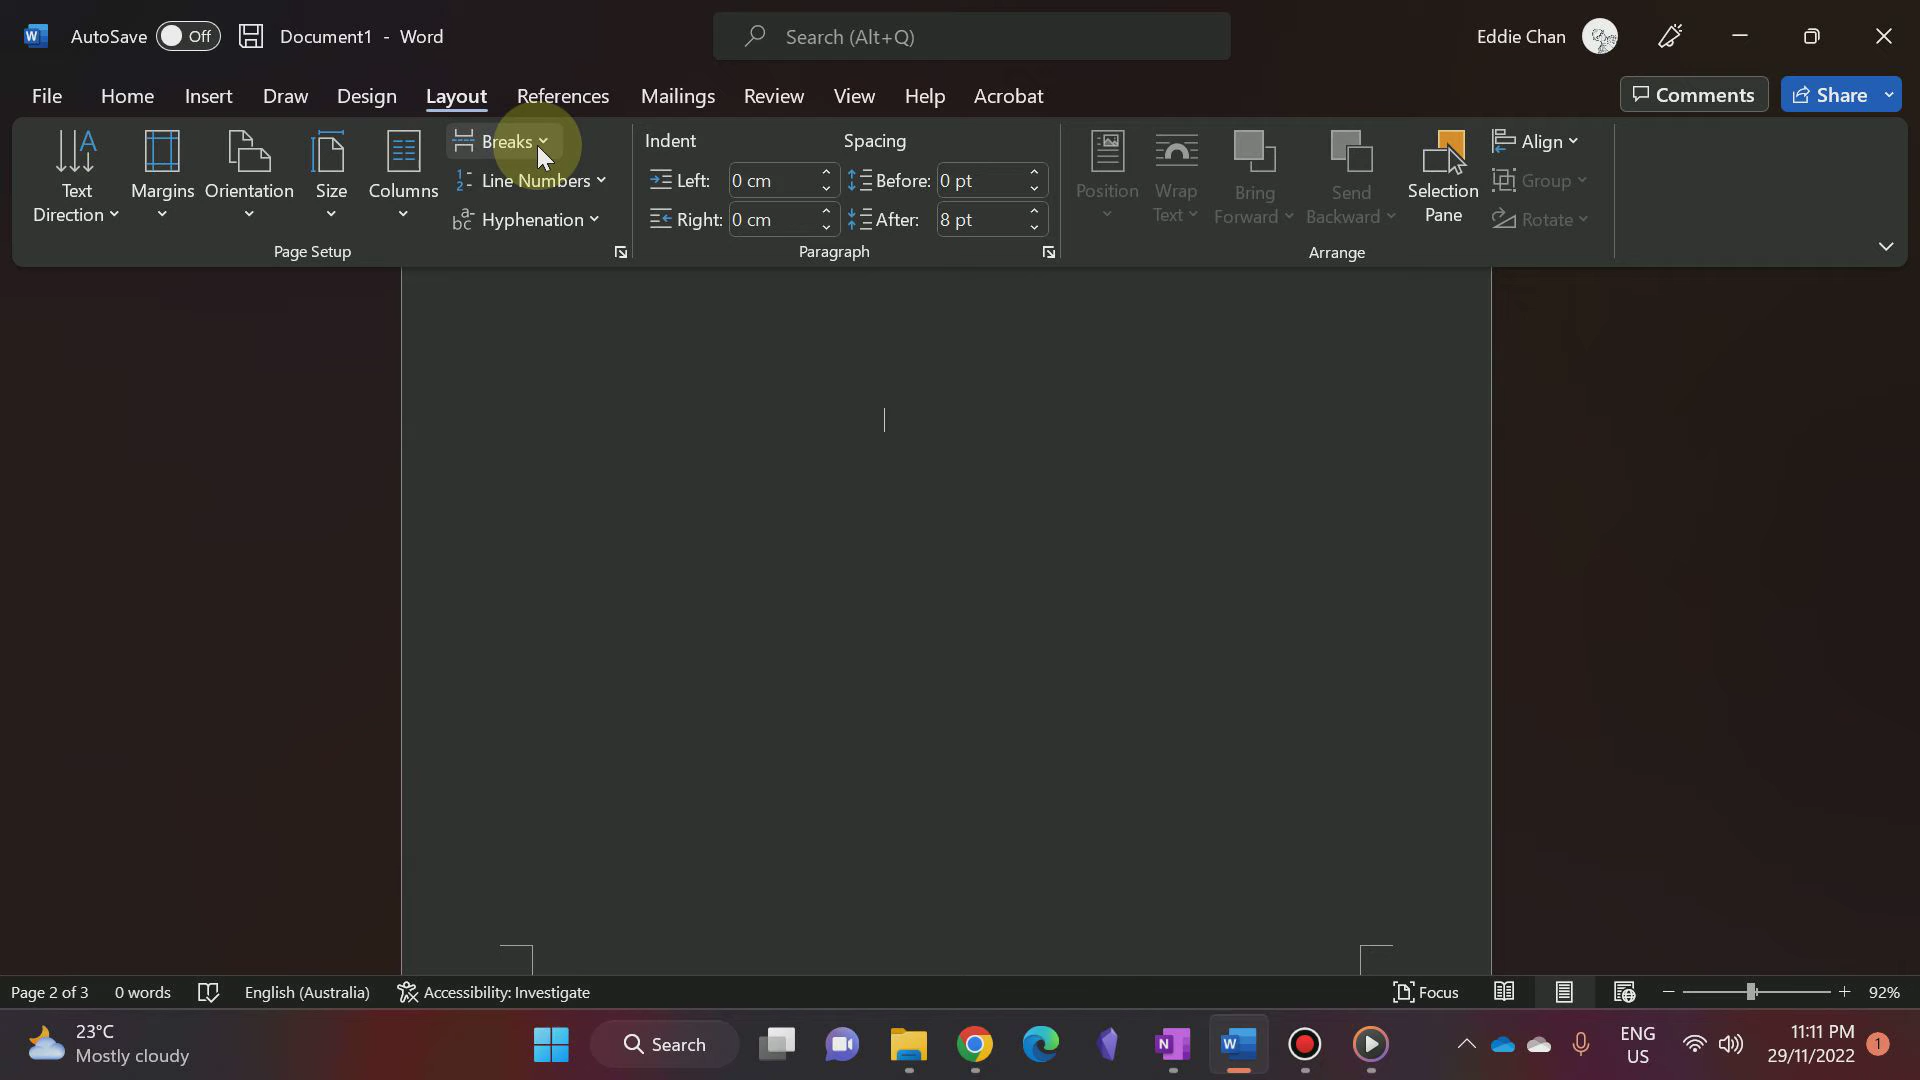 AutoSave Off Document1 - Word Search (Alt+Q) Eddie Chan
File Home Insert Draw Design Layout References Mailings Review View Help Acrobat Comments Share
Text Direction
Margins
Orientation
Size
Columns
Breaks
Line Numbers
Hyphenation
Page Setup
Indent
Left: 0 cm
Right: 0 cm
Spacing
Before: 0 pt
After: 8 pt
Paragraph
Position
Wrap Text
Bring Forward
Send Backward
Selection Pane
Align
Group
Rotate
Arrange
Page 2 of 3 0 words English (Australia) Accessibility: Investigate Focus 92%
23°C
Mostly cloudy
Search
ENG
US
11:11 PM
29/11/2022
1